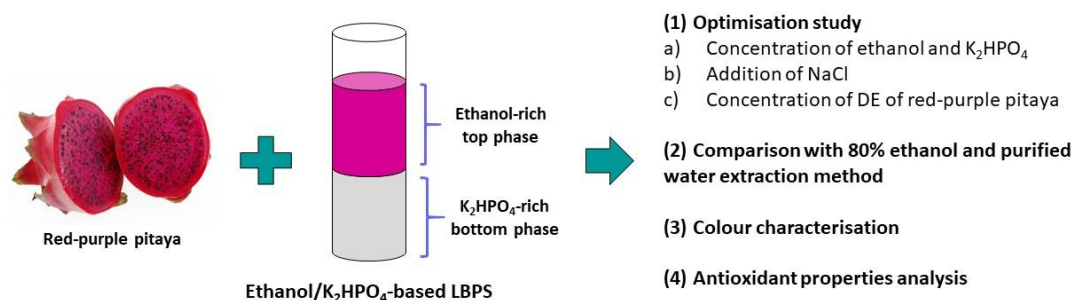 Red-purple pitaya
Ethanol-rich
top phase
K₂HPO₄-rich
bottom phase
Ethanol/K₂HPO₄-based LBPS
(1) Optimisation study
a) Concentration of ethanol and K₂HPO₄
b) Addition of NaCl
c) Concentration of DE of red-purple pitaya
(2) Comparison with 80% ethanol and purified
water extraction method
(3) Colour characterisation
(4) Antioxidant properties analysis